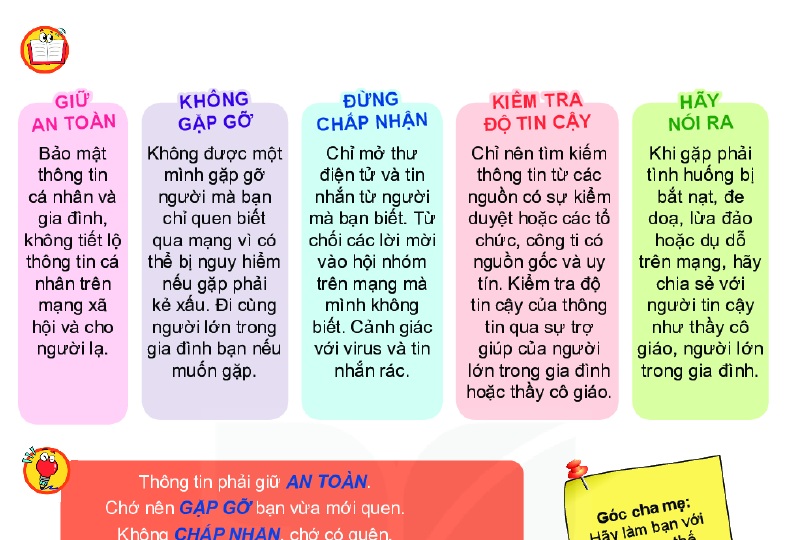 GIỮ
AN TOÀN
Bảo mật
thông tin
cá nhân và
gia đình,
không tiết lộ
thông tin cá
nhân trên
mạng xã
hội và cho
người lạ.
KHÔNG
GẶP GỠ
Không được một
mình gặp gỡ
người mà bạn
chỉ quen biết
qua mạng vì có
thể bị nguy hiểm
nếu gặp phải
kẻ xấu. Đi cùng
người lớn trong
gia đình bạn nếu
muốn gặp.
ĐỪNG
CHẤP NHẬN
Chỉ mở thư
điện tử và tin
nhắn từ người
mà bạn biết. Từ
chối các lời mời
vào hội nhóm
trên mạng mà
mình không
biết. Cảnh giác
với virus và tin
nhắn rác.
KIỂM TRA
ĐỘ TIN CẬY
Chỉ nên tìm kiếm
thông tin từ các
nguồn có sự kiểm
duyệt hoặc các tổ
chức, công ti có
nguồn gốc và uy
tín. Kiểm tra độ
tin cậy của thông
tin qua sự trợ
giúp của người
lớn trong gia đình
hoặc thầy cô giáo.
HÃY
NÓI RA
Khi gặp phải
tình huống bị
bắt nạt, đe
doạ, lừa đảo
hoặc dụ dỗ
trên mạng, hãy
chia sẻ với
người tin cậy
như thầy cô
giáo, người lớn
trong gia đình.
Thông tin phải giữ AN TOÀN.
Chớ nên GẶP GỠ bạn vừa mới quen.
Không CHẤP NHẬN, chớ có quên.
Góc cha mẹ:
Hãy làm bạn với
thế